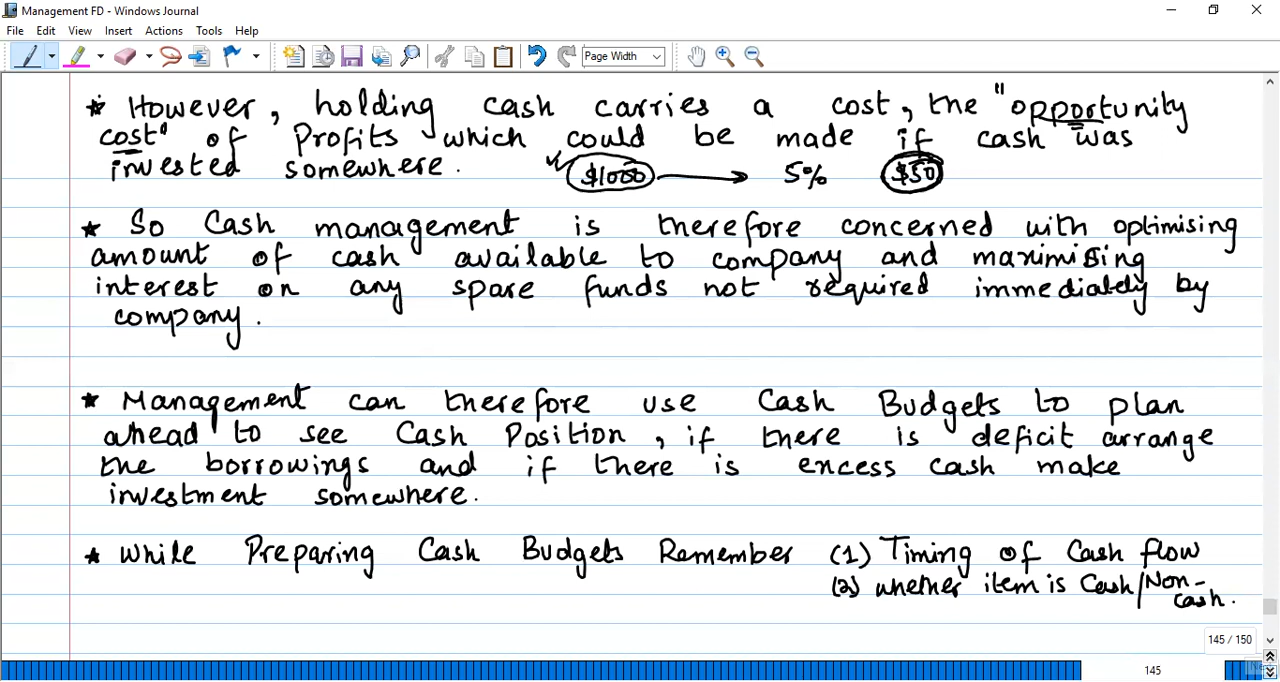 Management FD - Windows Journal
File Edit View Insert Actions Tools Help
Page Width
★ However, holding cash carries a cost, the "opportunity
cost" of Profits which could be made if cash was
invested somewhere. $1000 → 5% $50
★ So Cash management is therefore concerned with optimising
amount of cash available to company and maximising
interest on any spare funds not required immediately by
company.
★ Management can therefore use Cash Budgets to plan
ahead to see Cash Position, if there is deficit arrange
the borrowings and if there is excess cash make
investment somewhere.
★ While Preparing Cash Budgets Remember (1) Timing of Cash flow
(2) whether item is Cash/Non-
cash.
145 / 150
145